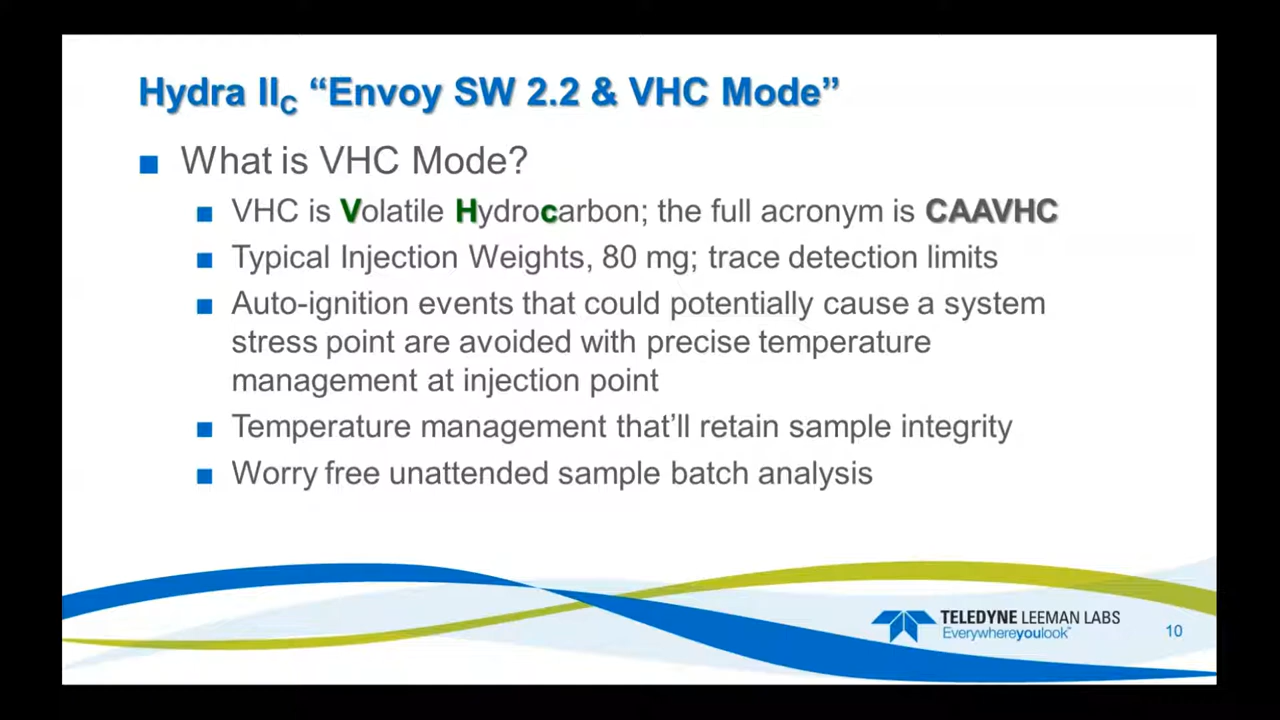 Hydra IIC “Envoy SW 2.2 & VHC Mode”
What is VHC Mode?
VHC is Volatile Hydrocarbon; the full acronym is CAAVHC
Typical Injection Weights, 80 mg; trace detection limits
Auto-ignition events that could potentially cause a system
stress point are avoided with precise temperature
management at injection point
Temperature management that’ll retain sample integrity
Worry free unattended sample batch analysis
TELEDYNE LEEMAN LABS
Everywhereyoulook™
10